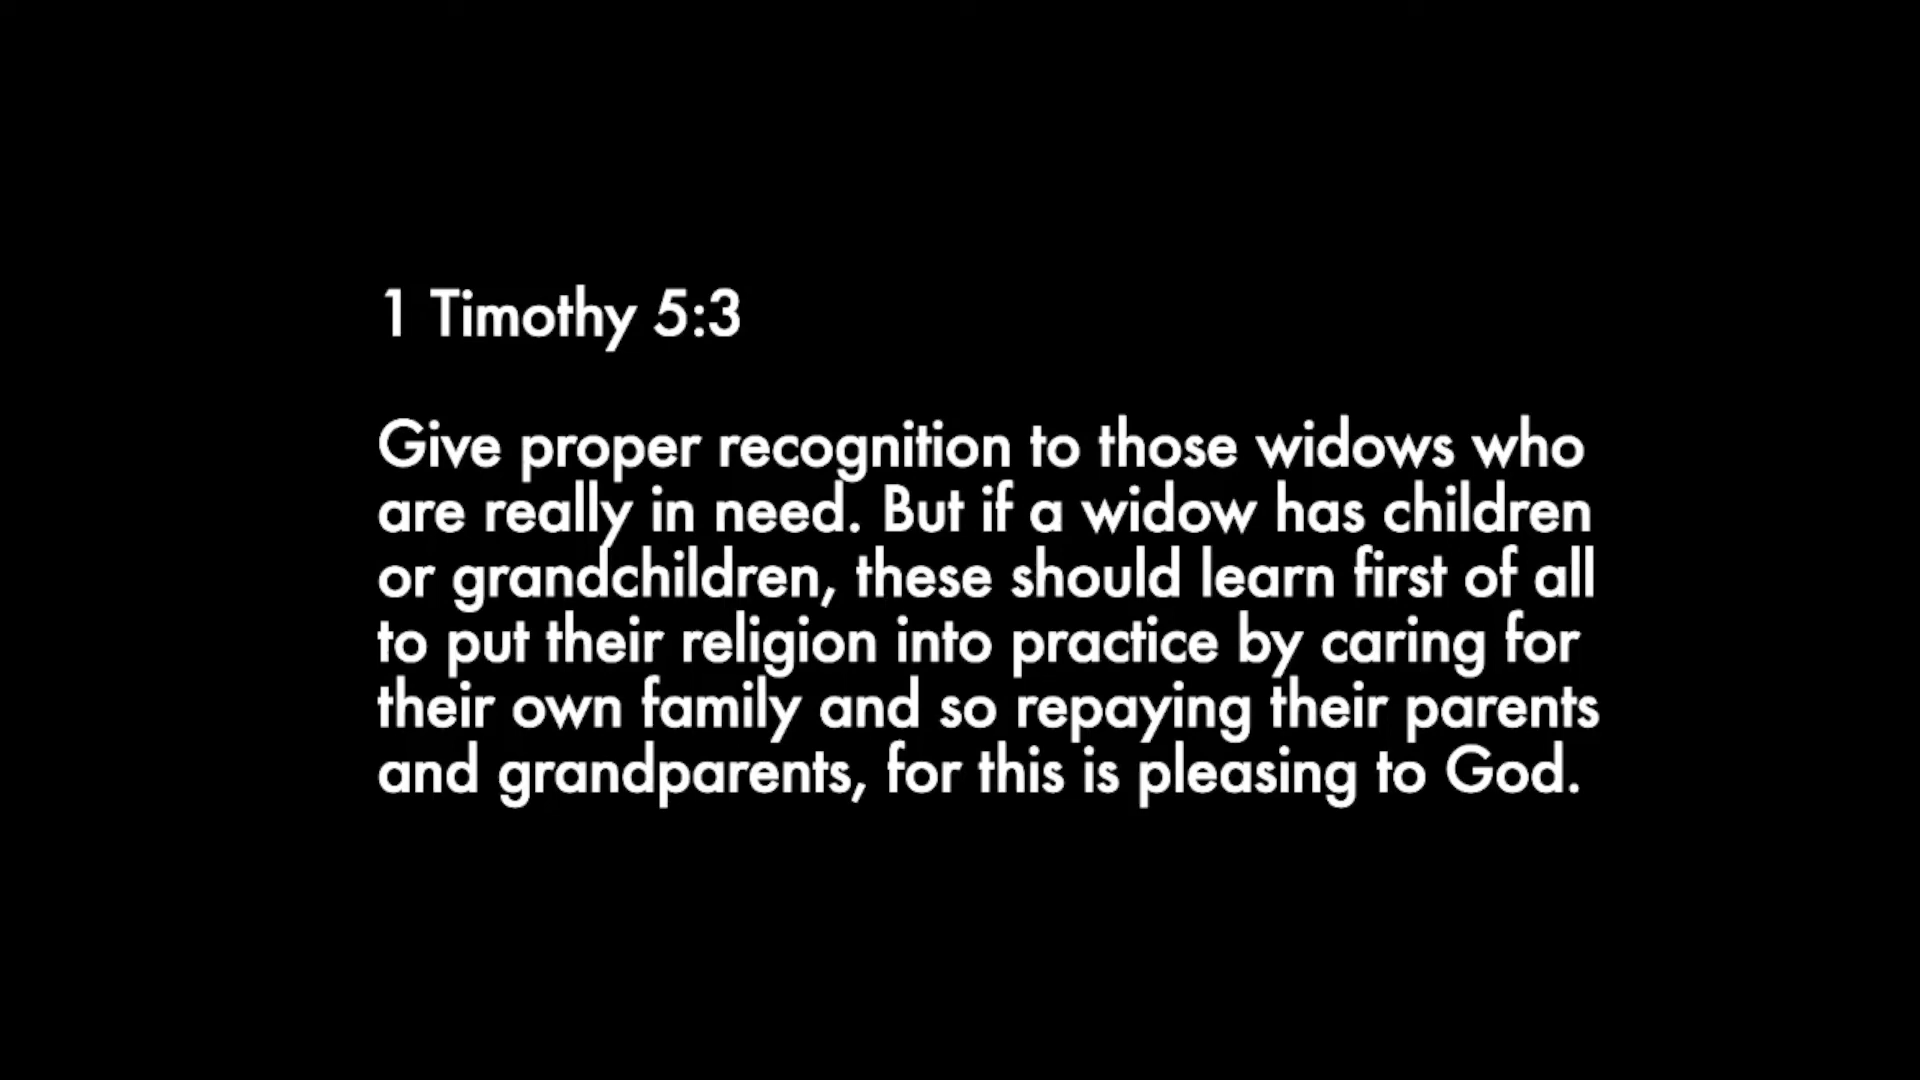 1 Timothy 5:3
Give proper recognition to those widows who
are really in need. But if a widow has children
or grandchildren, these should learn first of all
to put their religion into practice by caring for
their own family and so repaying their parents
and grandparents, for this is pleasing to God.